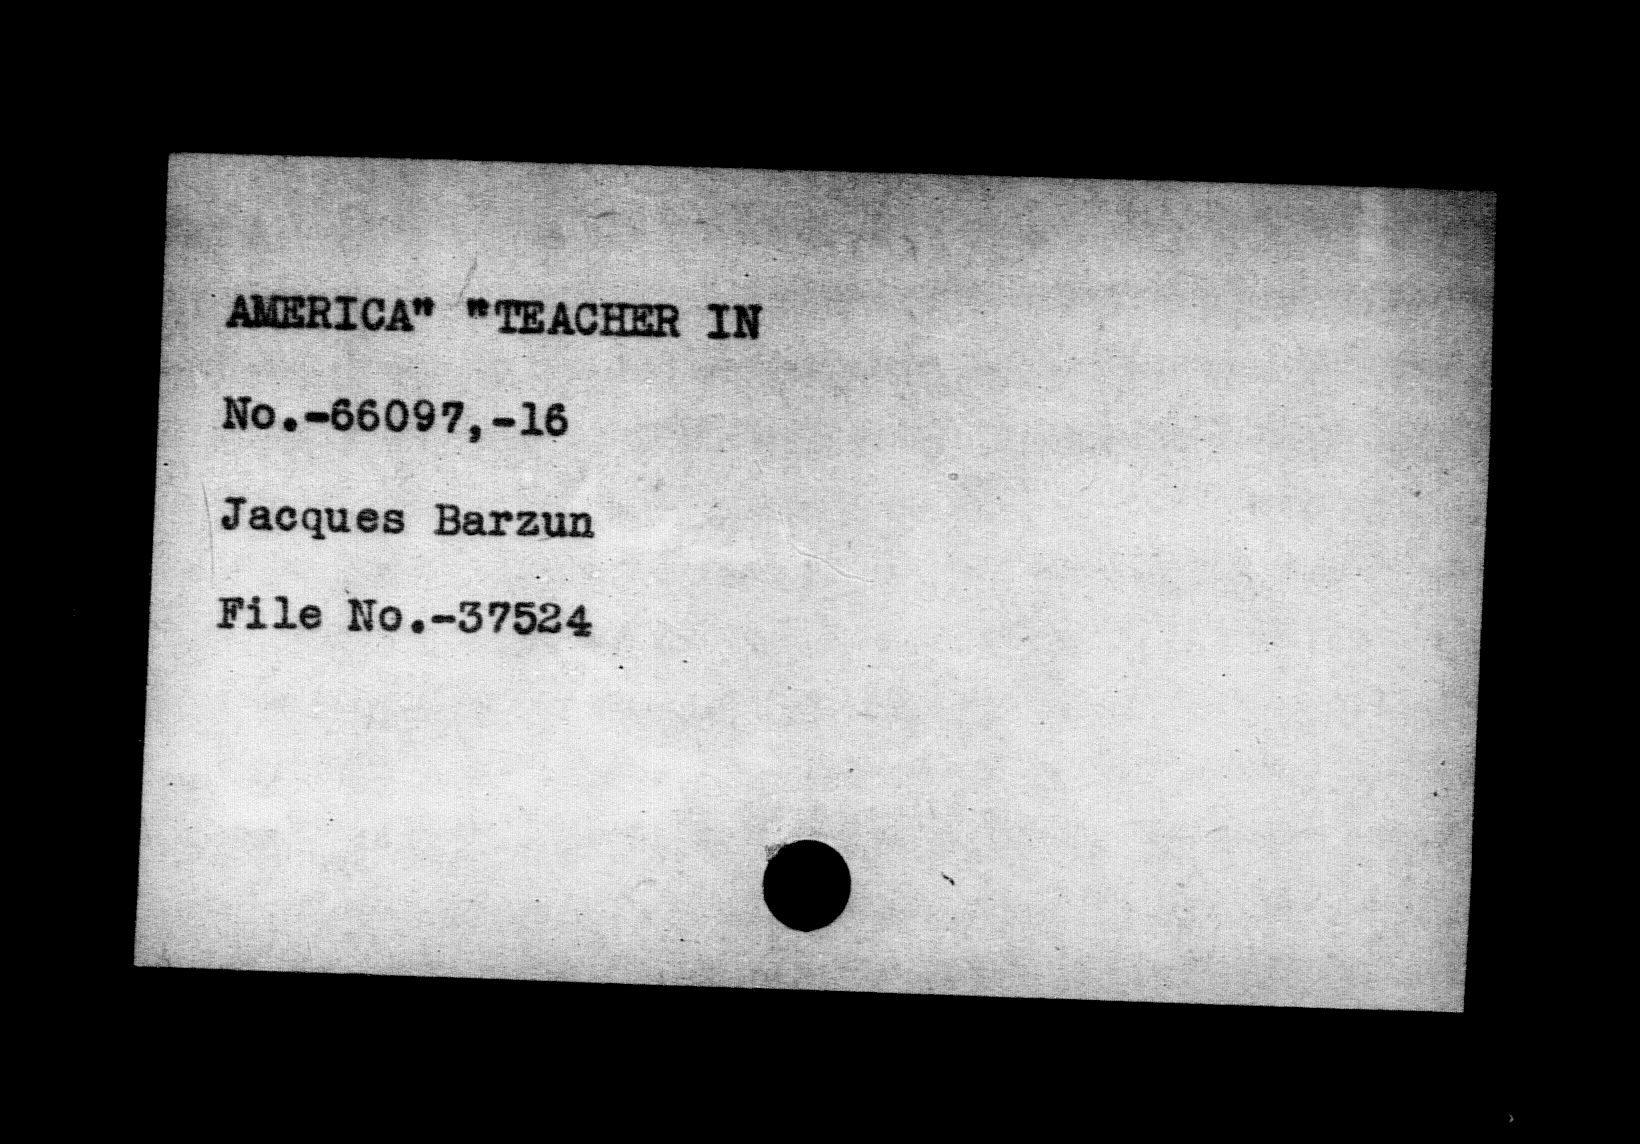 AMERICA" "TEACHER IN
No.-66097,-16
Jacques Barzun
File No.-37524